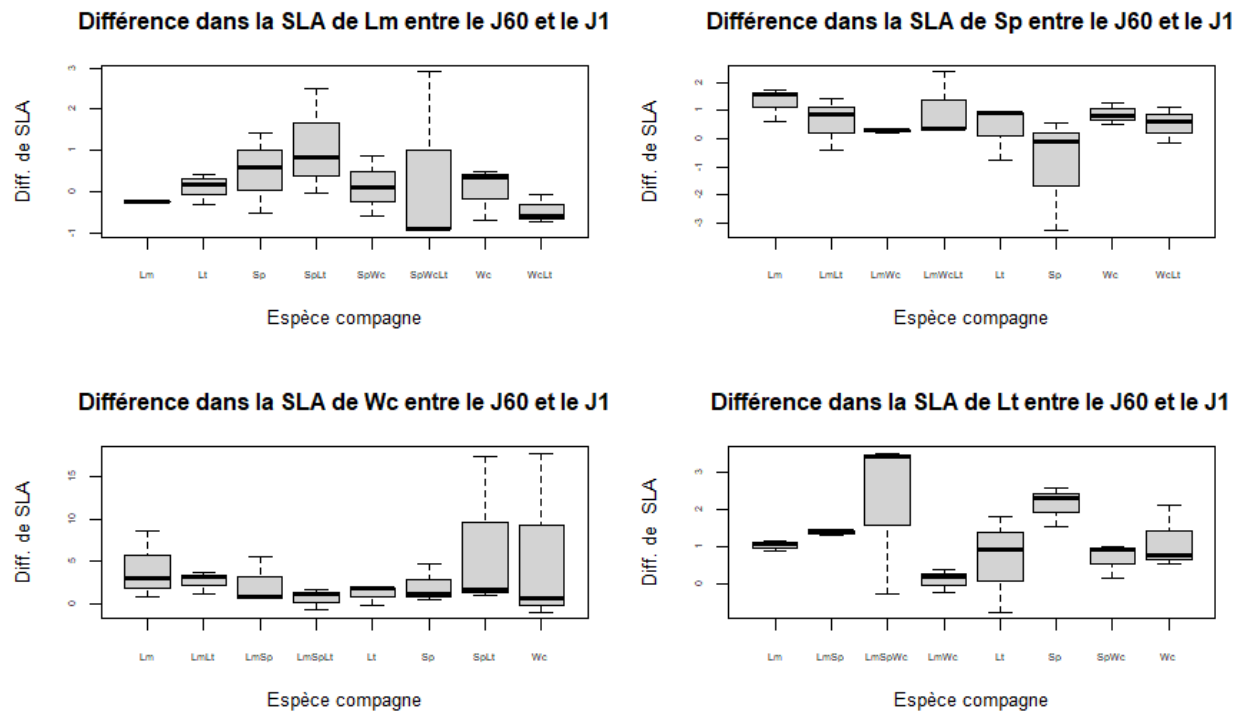 Différence dans la SLA de Lm entre le J60 et le J1
Diff. de SLA
3
2
1
0
-1
Lm Lt Sp SpLt SpWc SpWcLt Wc WcLt
Espèce compagne
Différence dans la SLA de Sp entre le J60 et le J1
Diff. de SLA
2
1
0
-1
-2
-3
Lm LmLt LmWc LmWcLt Lt Sp Wc WcLt
Espèce compagne
Différence dans la SLA de Wc entre le J60 et le J1
Diff. de SLA
15
10
5
0
Lm LmLt LmSp LmSpLt Lt Sp SpLt Wc
Espèce compagne
Différence dans la SLA de Lt entre le J60 et le J1
Diff. de SLA
3
2
1
0
Lm LmSp LmSpWc LmWc Lt Sp SpWc Wc
Espèce compagne